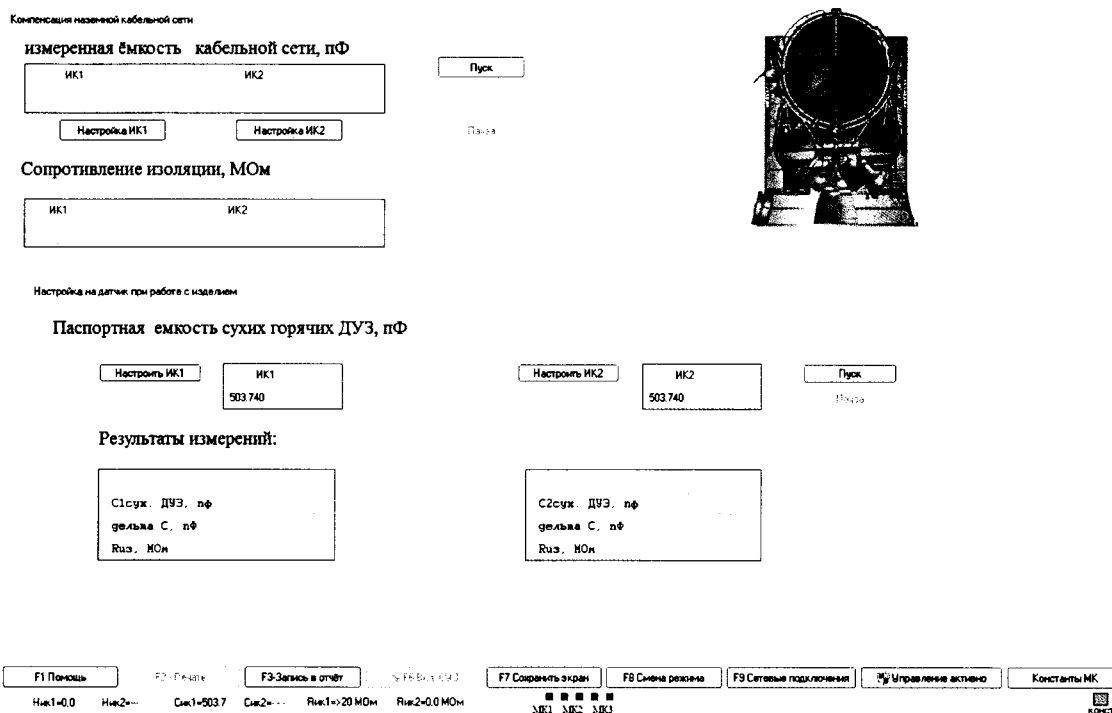 Компенсация наземной кабельной сети
измеренная ёмкость кабельной сети, пФ
ИК1 ИК2
Пуск
Настройка ИК1 Настройка ИК2
Пауза
Сопротивление изоляции, МОм
ИК1 ИК2
Настройка на датчик при работе с изделием
Паспортная емкость сухих горячих ДУЗ, пФ
Настроить ИК1 ИК1 Настроить ИК2 ИК2 Пуск
503.740 503.740 Пауза
Результаты измерений:
C1сух. ДУЗ, пф C2сух. ДУЗ, пф
дельта C, пФ дельта C, пФ
Rиз, МОм Rиз, МОм
F1 Помощь F2 - Печать F3-Запись в отчёт F7 Сохранить экран F8 Смена режима F9 Сетевые подключения Управление активно Константы МК
Hик1=0.0 Hик2=--- Cик1=503.7 Cик2=--- Rик1=>20 МОм Rик2=0.0 МОм
МК1 МК2 МК3 КОНСТ